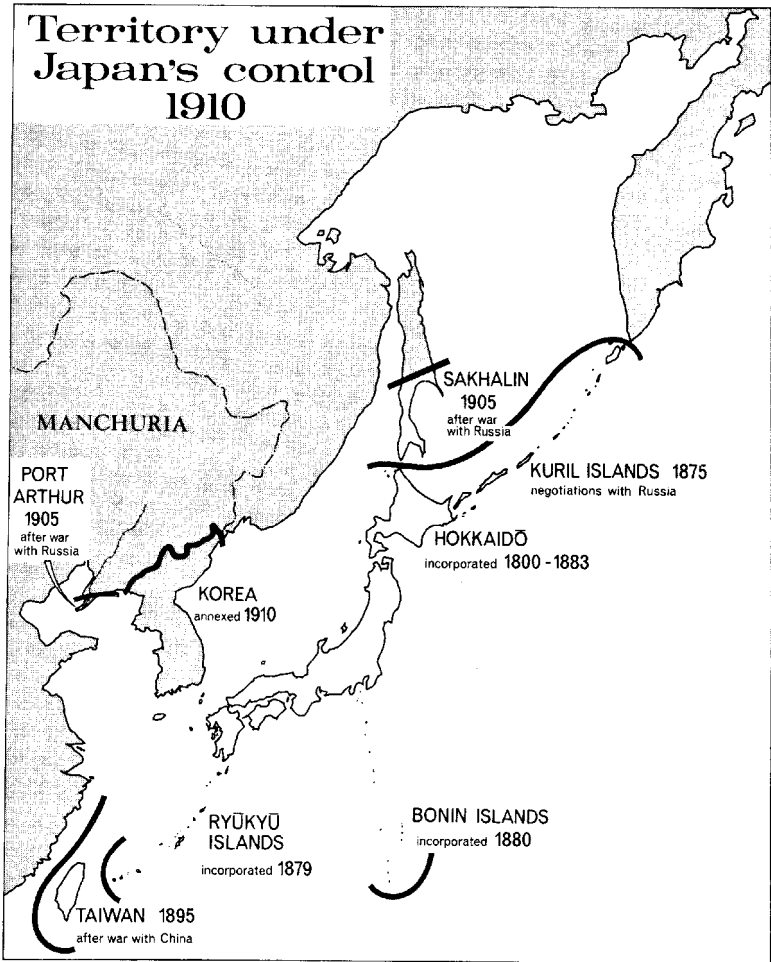 Territory under
Japan's control
1910
SAKHALIN
1905
after war
with Russia
MANCHURIA
KURIL ISLANDS 1875
negotiations with Russia
PORT
ARTHUR
1905
after war
with Russia
HOKKAIDŌ
incorporated 1800-1883
KOREA
annexed 1910
RYŪKYŪ
ISLANDS
incorporated 1879
BONIN ISLANDS
incorporated 1880
TAIWAN 1895
after war with China